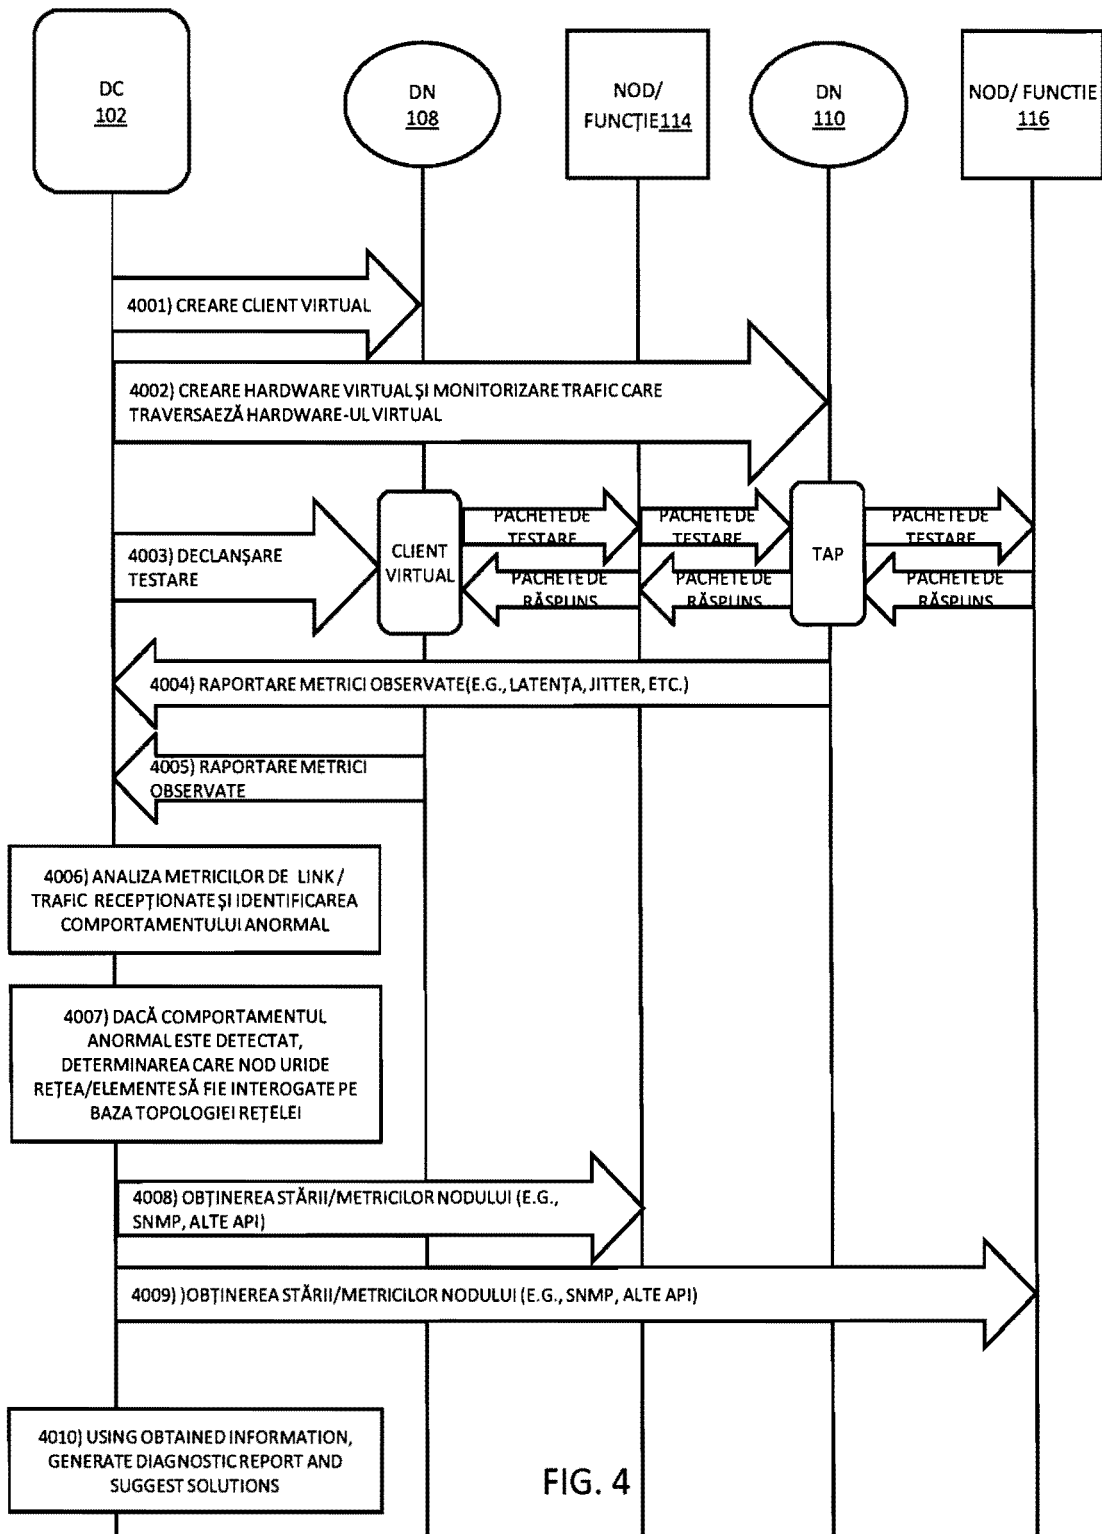 DC
102
DN
108
NOD/
FUNCȚIE114
DN
110
NOD/ FUNCTIE
116
4001) CREARE CLIENT VIRTUAL
4002) CREARE HARDWARE VIRTUAL ȘI MONITORIZARE TRAFIC CARE
TRAVERSAEZĂ HARDWARE-UL VIRTUAL
4003) DECLANȘARE
TESTARE
CLIENT
VIRTUAL
PACHETE DE
TESTARE
PACHETE DE
TESTARE
TAP
PACHETE DE
TESTARE
PACHETE DE
RĂSPUNS
PACHETE DE
RĂSPUNS
PACHETE DE
RĂSPUNS
4004) RAPORTARE METRICI OBSERVATE(E.G., LATENȚA, JITTER, ETC.)
4005) RAPORTARE METRICI
OBSERVATE
4006) ANALIZA METRICILOR DE LINK /
TRAFIC RECEPȚIONATE ȘI IDENTIFICAREA
COMPORTAMENTULUI ANORMAL
4007) DACĂ COMPORTAMENTUL
ANORMAL ESTE DETECTAT,
DETERMINAREA CARE NOD URIDE
REȚEA/ELEMENTE SĂ FIE INTEROGATE PE
BAZA TOPOLOGIEI REȚELEI
4008) OBȚINEREA STĂRII/METRICILOR NODULUI (E.G.,
SNMP, ALTE API)
4009) )OBȚINEREA STĂRII/METRICILOR NODULUI (E.G., SNMP, ALTE API)
4010) USING OBTAINED INFORMATION,
GENERATE DIAGNOSTIC REPORT AND
SUGGEST SOLUTIONS
FIG. 4